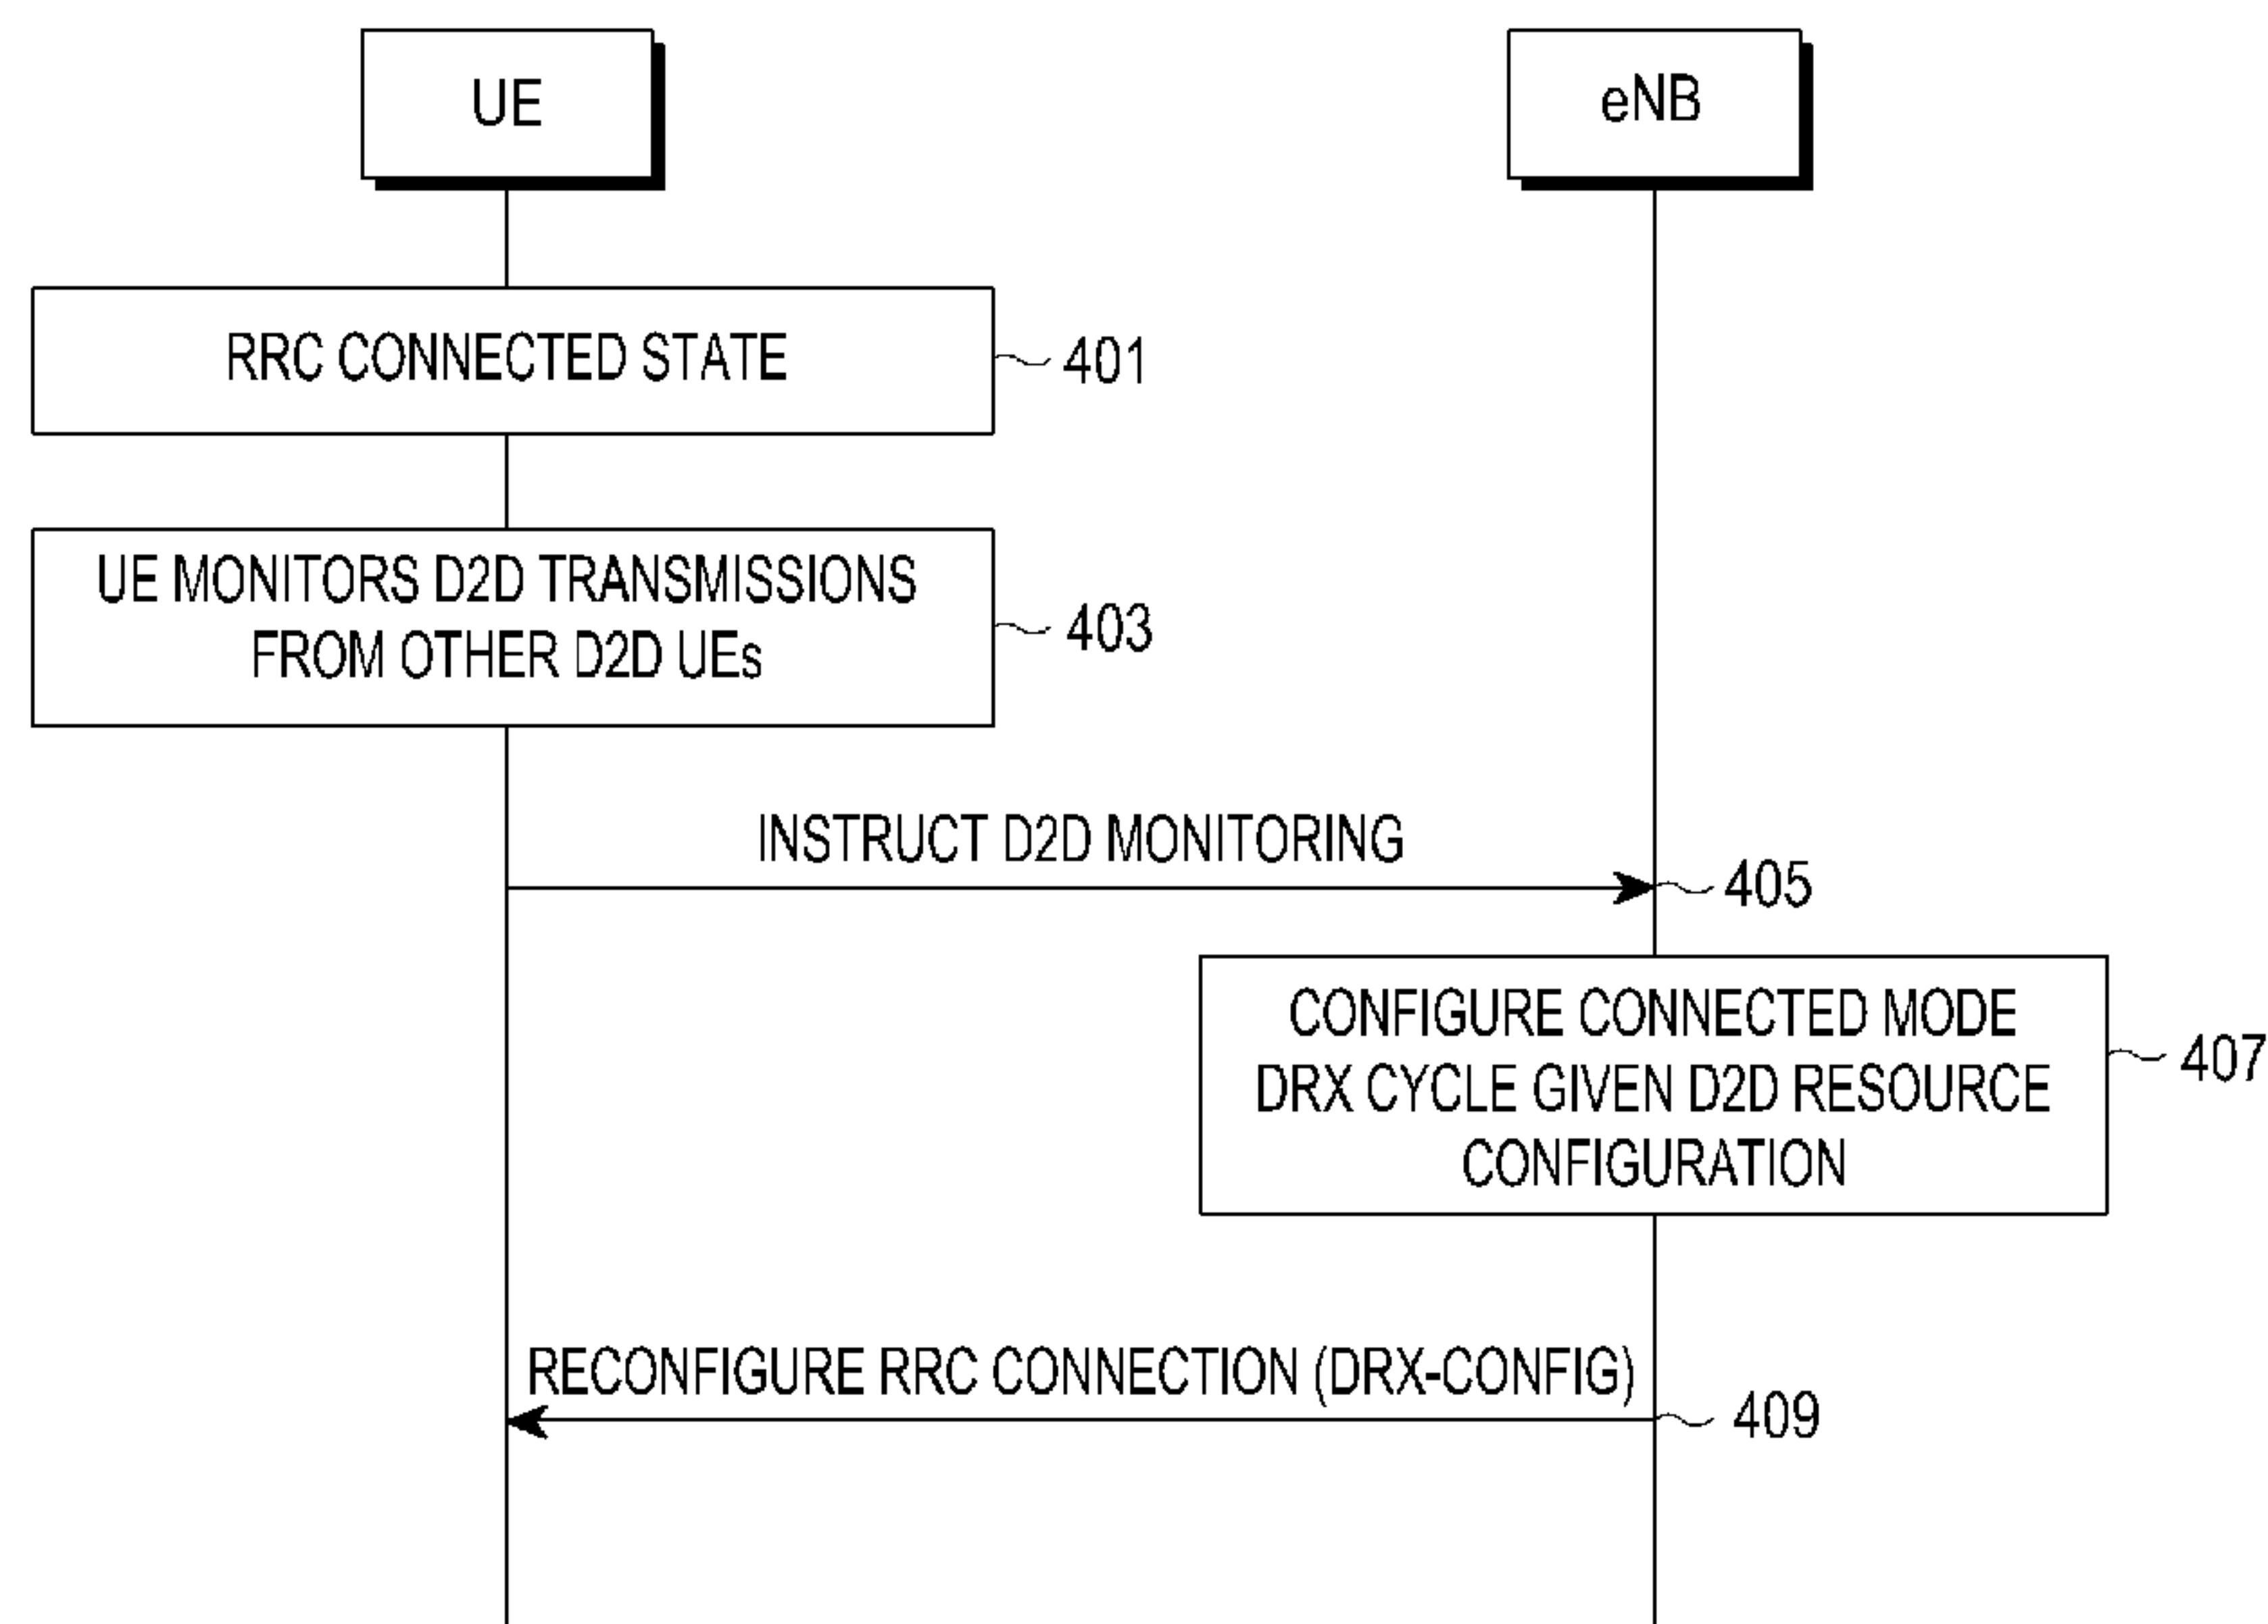 UE
eNB
RRC CONNECTED STATE
401
UE MONITORS D2D TRANSMISSIONS
FROM OTHER D2D UEs
403
INSTRUCT D2D MONITORING
405
CONFIGURE CONNECTED MODE
DRX CYCLE GIVEN D2D RESOURCE
CONFIGURATION
407
RECONFIGURE RRC CONNECTION (DRX-CONFIG)
409